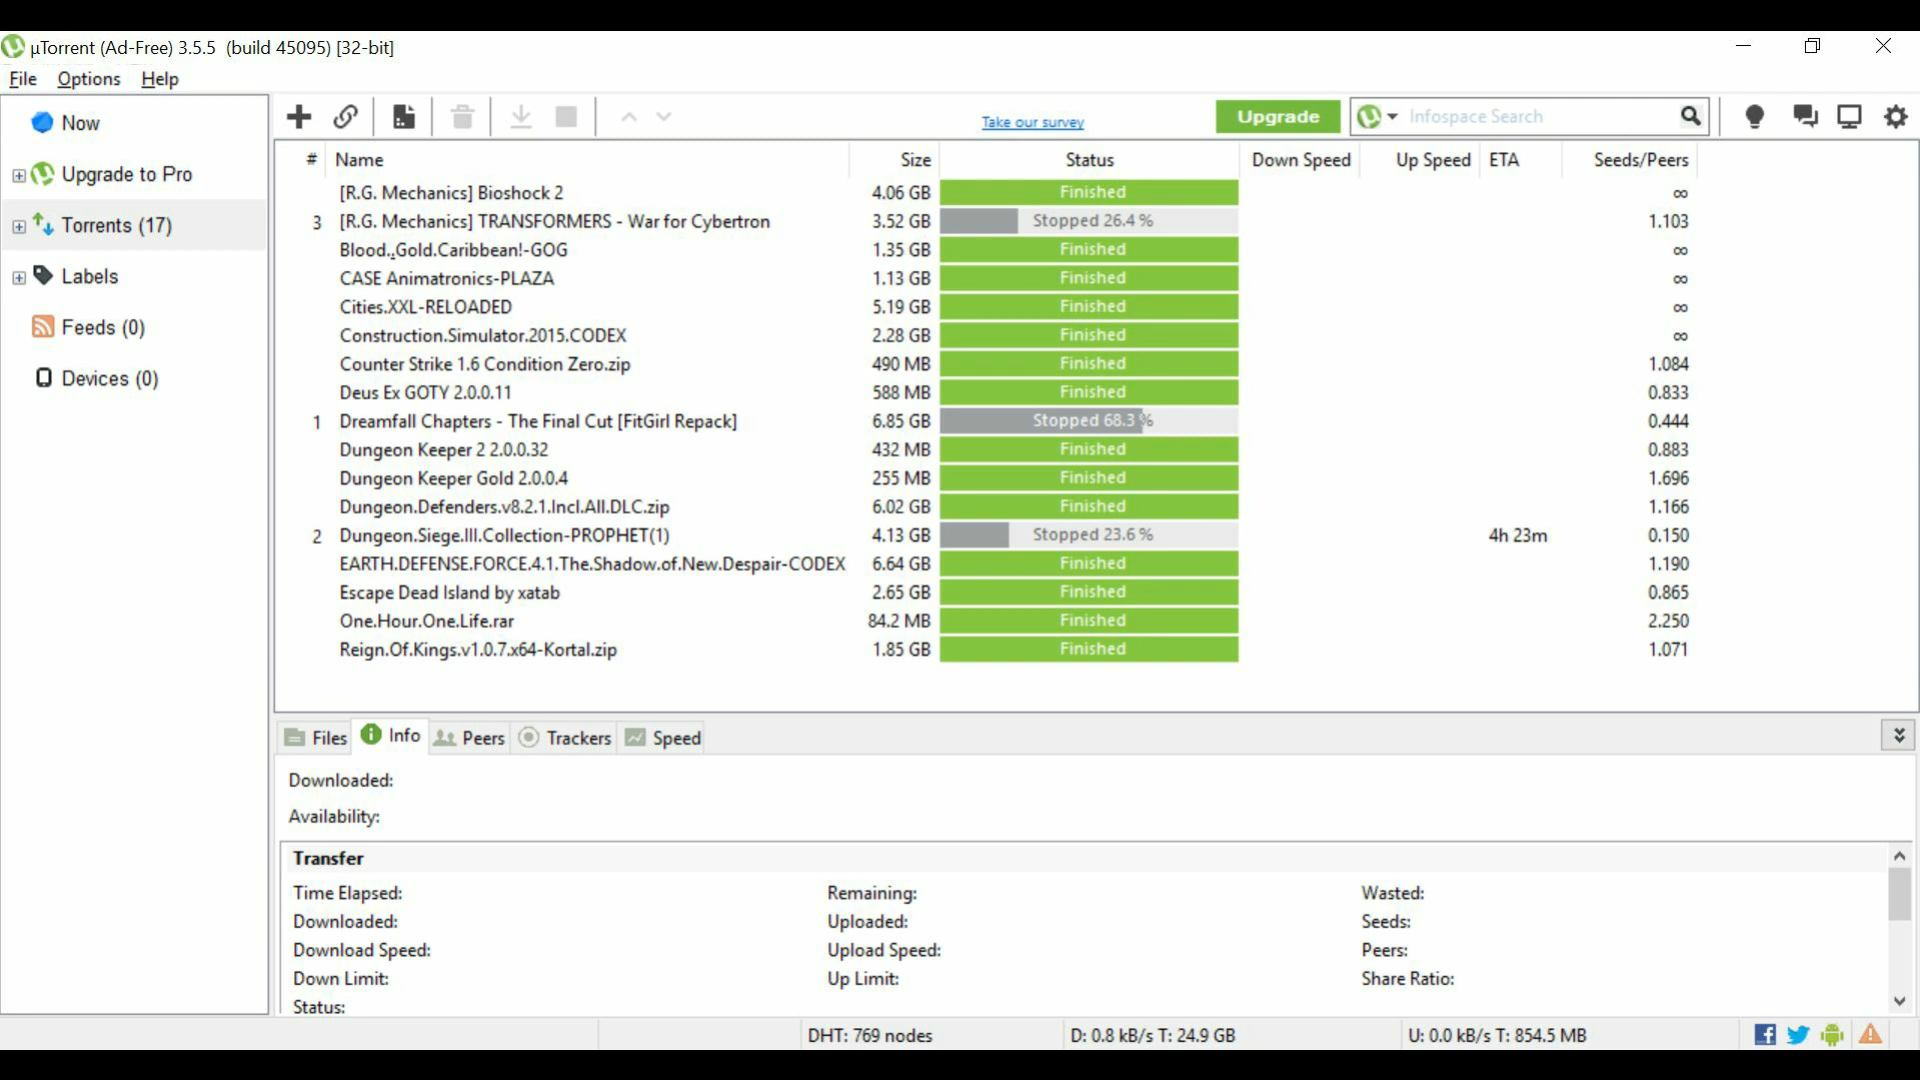 µTorrent (Ad-Free) 3.5.5 (build 45095) [32-bit]
File Options Help
Now
Upgrade to Pro
Torrents (17)
Labels
Feeds (0)
Devices (0)
Take our survey Upgrade Infospace Search
# Name Size Status Down Speed Up Speed ETA Seeds/Peers
[R.G. Mechanics] Bioshock 2 4.06 GB Finished ∞
3 [R.G. Mechanics] TRANSFORMERS - War for Cybertron 3.52 GB Stopped 26.4 % 1.103
Blood.,Gold.Caribbean!-GOG 1.35 GB Finished ∞
CASE Animatronics-PLAZA 1.13 GB Finished ∞
Cities.XXL-RELOADED 5.19 GB Finished ∞
Construction.Simulator.2015.CODEX 2.28 GB Finished ∞
Counter Strike 1.6 Condition Zero.zip 490 MB Finished 1.084
Deus Ex GOTY 2.0.0.11 588 MB Finished 0.833
1 Dreamfall Chapters - The Final Cut [FitGirl Repack] 6.85 GB Stopped 68.3 % 0.444
Dungeon Keeper 2 2.0.0.32 432 MB Finished 0.883
Dungeon Keeper Gold 2.0.0.4 255 MB Finished 1.696
Dungeon.Defenders.v8.2.1.Incl.All.DLC.zip 6.02 GB Finished 1.166
2 Dungeon.Siege.III.Collection-PROPHET(1) 4.13 GB Stopped 23.6 % 4h 23m 0.150
EARTH.DEFENSE.FORCE.4.1.The.Shadow.of.New.Despair-CODEX 6.64 GB Finished 1.190
Escape Dead Island by xatab 2.65 GB Finished 0.865
One.Hour.One.Life.rar 84.2 MB Finished 2.250
Reign.Of.Kings.v1.0.7.x64-Kortal.zip 1.85 GB Finished 1.071
Files Info Peers Trackers Speed
Downloaded:
Availability:
Transfer
Time Elapsed: Remaining: Wasted:
Downloaded: Uploaded: Seeds:
Download Speed: Upload Speed: Peers:
Down Limit: Up Limit: Share Ratio:
Status:
DHT: 769 nodes D: 0.8 kB/s T: 24.9 GB U: 0.0 kB/s T: 854.5 MB